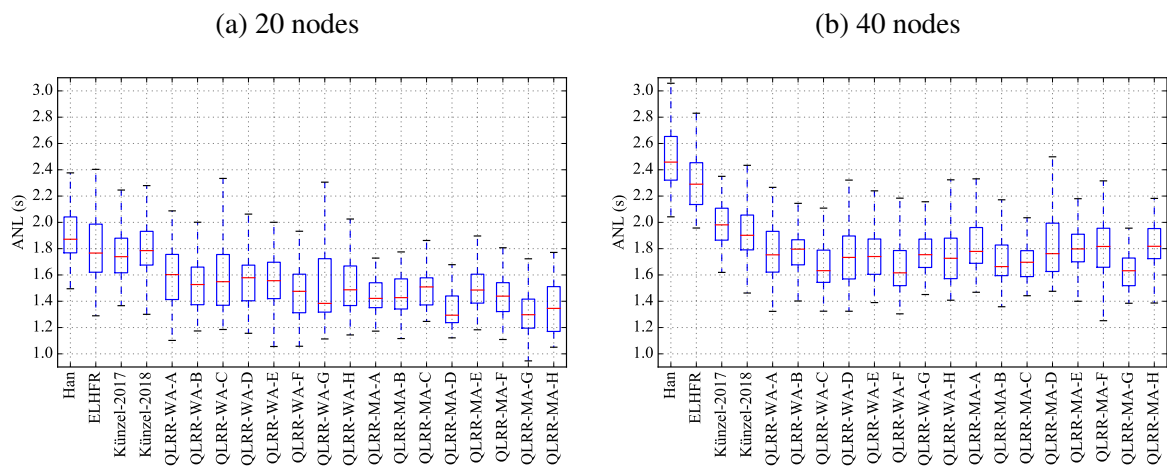 (a) 20 nodes
(b) 40 nodes
ANL (s)
3.0
2.8
2.6
2.4
2.2
2.0
1.8
1.6
1.4
1.2
1.0
Han
ELHFR
Künzel-2017
Künzel-2018
QLRR-WA-A
QLRR-WA-B
QLRR-WA-C
QLRR-WA-D
QLRR-WA-E
QLRR-WA-F
QLRR-WA-G
QLRR-WA-H
QLRR-MA-A
QLRR-MA-B
QLRR-MA-C
QLRR-MA-D
QLRR-MA-E
QLRR-MA-F
QLRR-MA-G
QLRR-MA-H
ANL (s)
3.0
2.8
2.6
2.4
2.2
2.0
1.8
1.6
1.4
1.2
1.0
Han
ELHFR
Künzel-2017
Künzel-2018
QLRR-WA-A
QLRR-WA-B
QLRR-WA-C
QLRR-WA-D
QLRR-WA-E
QLRR-WA-F
QLRR-WA-G
QLRR-WA-H
QLRR-MA-A
QLRR-MA-B
QLRR-MA-C
QLRR-MA-D
QLRR-MA-E
QLRR-MA-F
QLRR-MA-G
QLRR-MA-H